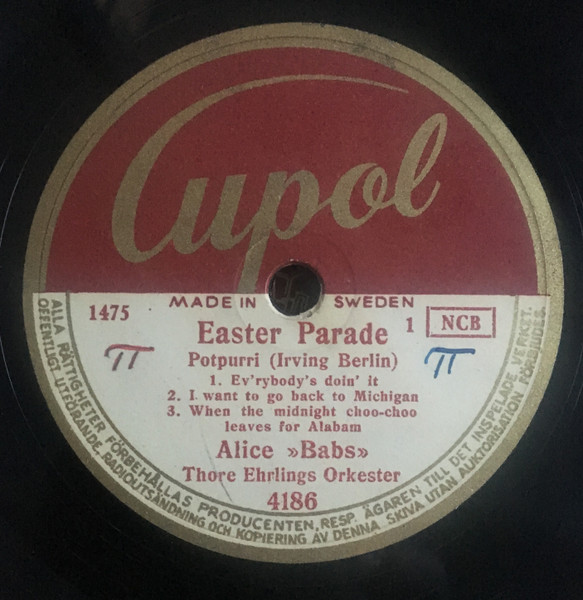 Cupol
MADE IN SWEDEN
1475
Easter Parade
1
NCB
Potpurri (Irving Berlin)
1. Ev'rybody's doin' it
2. I want to go back to Michigan
3. When the midnight choo-choo
leaves for Alabam
Alice »Babs»
Thore Ehrlings Orkester
4186
ALLA RÄTTIGHETER FÖRBEHÅLLAS PRODUCENTEN, RESP. ÄGAREN TILL DET INSPELADE VERKET.
OFFENTLIGT UTFÖRANDE, RADIOUTSÄNDNING OCH KOPIERING AV DENNA SKIVA UTAN AUKTORISATION FÖRBJUDES.